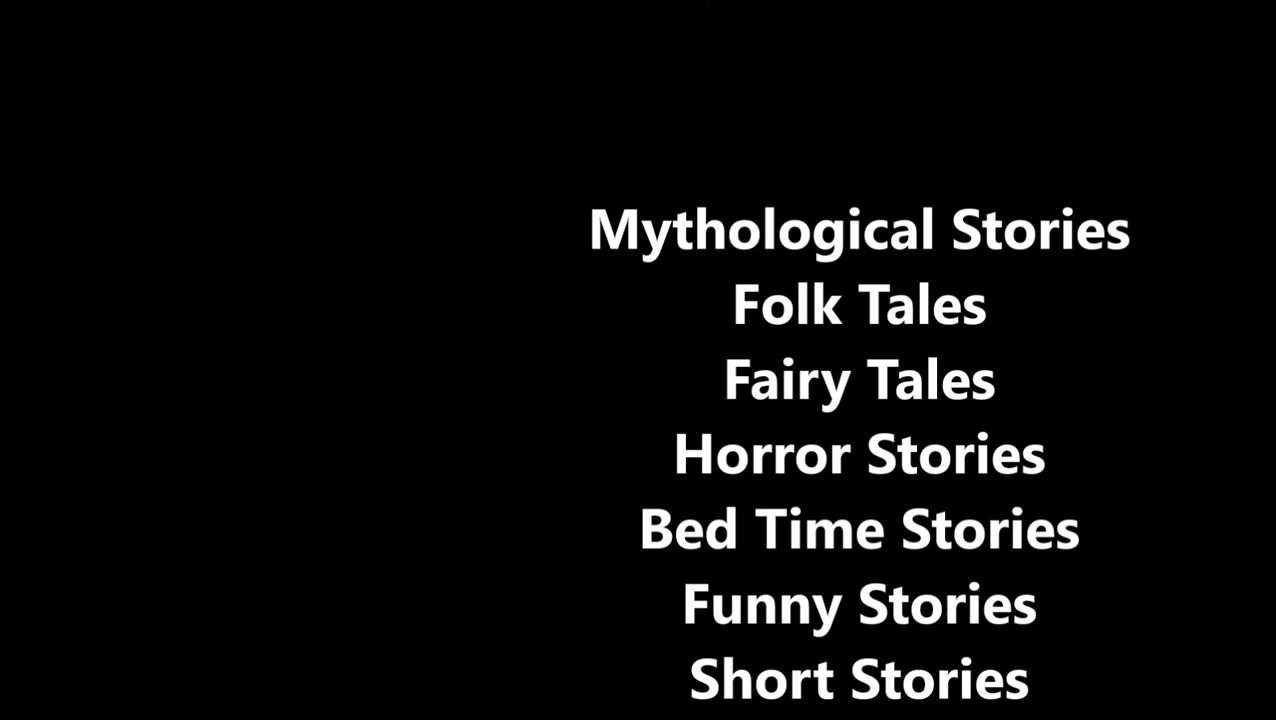 Mythological Stories
Folk Tales
Fairy Tales
Horror Stories
Bed Time Stories
Funny Stories
Short Stories